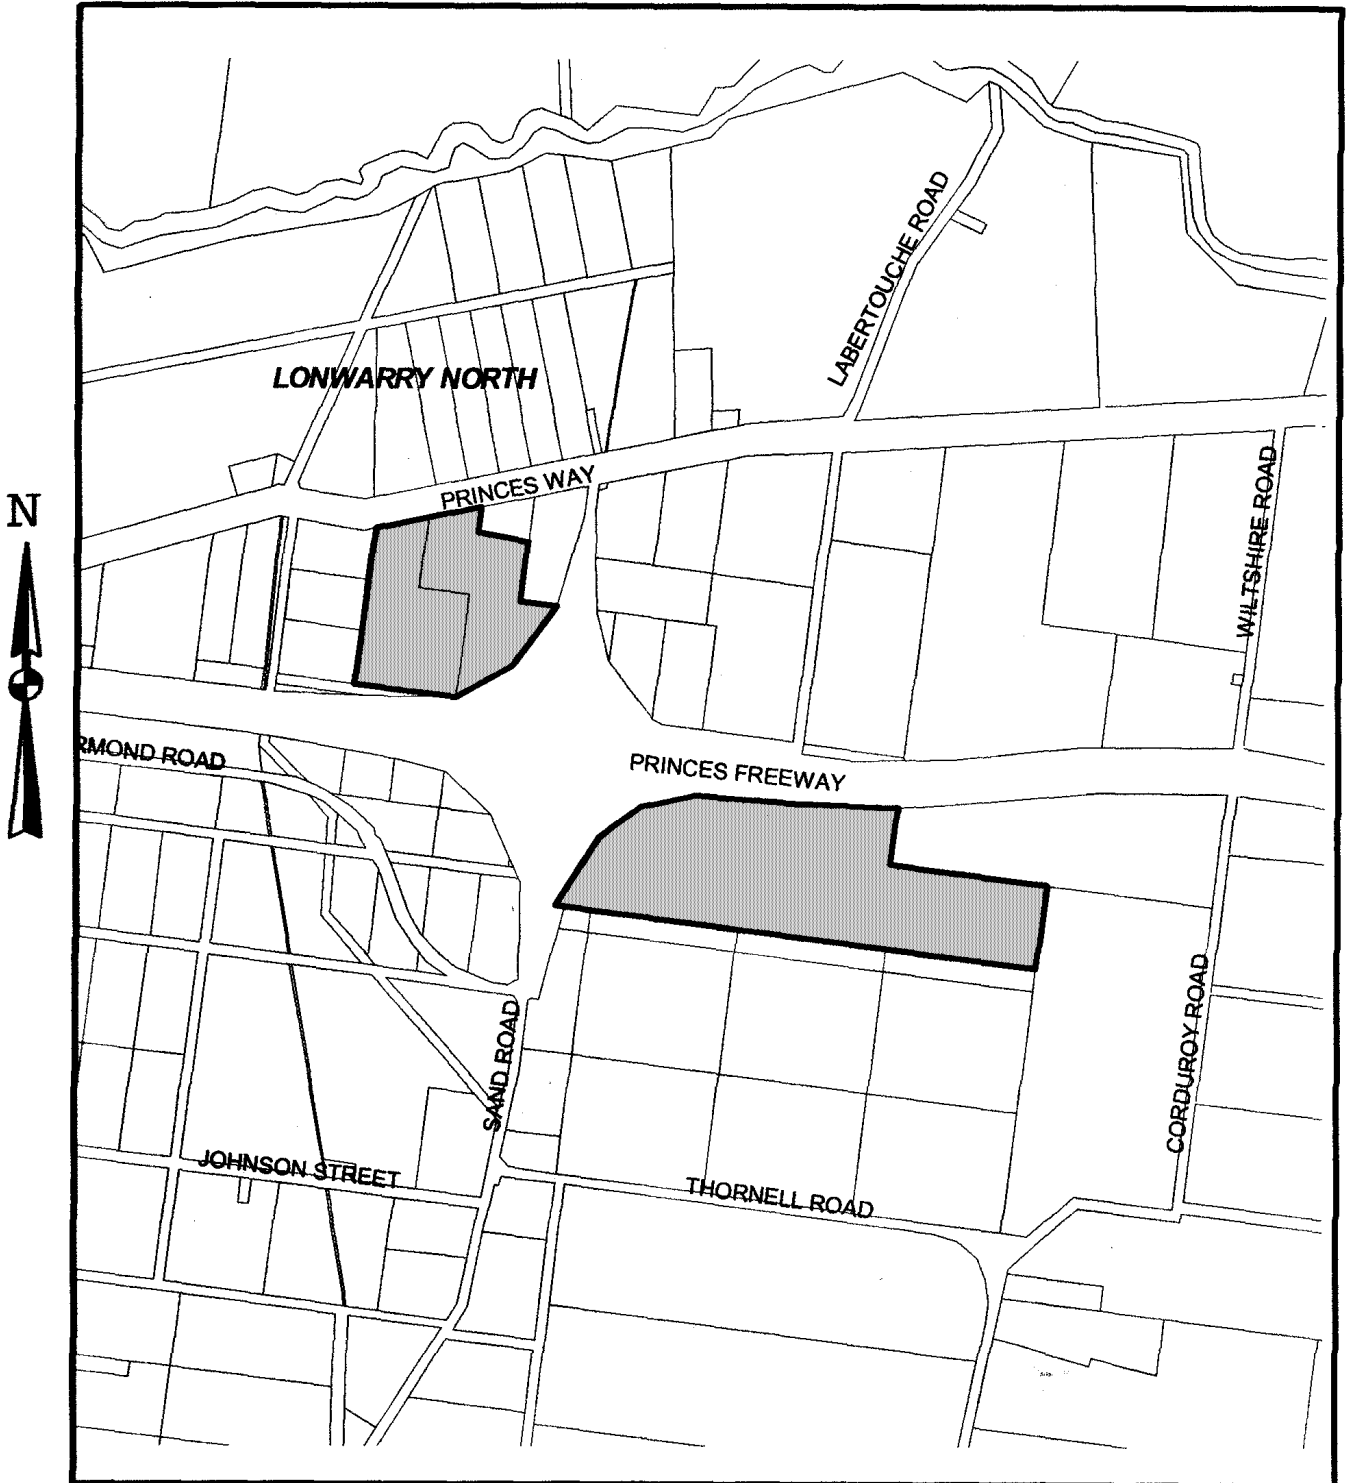 LABERTOUCHE ROAD
LONWARRY NORTH
PRINCES WAY
WILTSHIRE ROAD
N
RMOND ROAD
PRINCES FREEWAY
SAND ROAD
CORDUROY ROAD
JOHNSON STREET
THORNELL ROAD